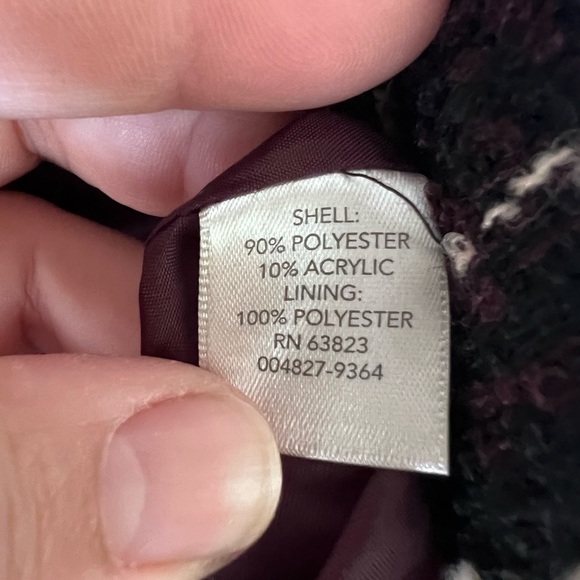 SHELL:
90% POLYESTER
10% ACRYLIC
LINING:
100% POLYESTER
RN 63823
004827-9364